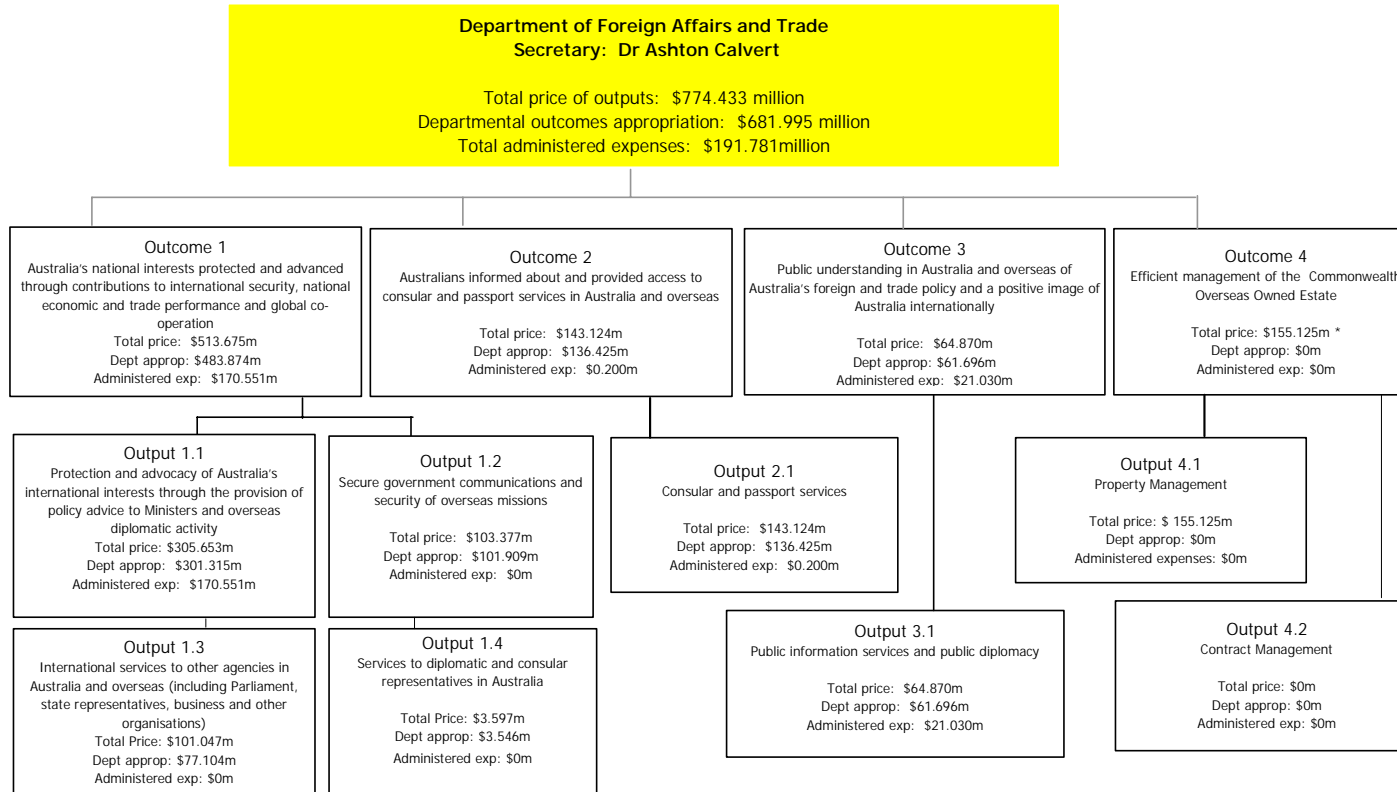 Department of Foreign Affairs and Trade
Secretary: Dr Ashton Calvert
Total price of outputs: $774.433 million
Departmental outcomes appropriation: $681.995 million
Total administered expenses: $191.781million
Outcome 1
Australia's national interests protected and advanced
through contributions to international security, national
economic and trade performance and global co-
operation
Total price: $513.675m
Dept approp: $483.874m
Administered exp: $170.551m
Outcome 2
Australians informed about and provided access to
consular and passport services in Australia and overseas
Total price: $143.124m
Dept approp: $136.425m
Administered exp: $0.200m
Outcome 3
Public understanding in Australia and overseas of
Australia's foreign and trade policy and a positive image of
Australia internationally
Total price: $64.870m
Dept approp: $61.696m
Administered exp: $21.030m
Outcome 4
Efficient management of the Commonwealth
Overseas Owned Estate
Total price: $155.125m *
Dept approp: $0m
Administered exp: $0m
Output 1.1
Protection and advocacy of Australia's
international interests through the provision of
policy advice to Ministers and overseas
diplomatic activity
Total price: $305.653m
Dept approp: $301.315m
Administered exp: $170.551m
Output 1.2
Secure government communications and
security of overseas missions
Total price: $103.377m
Dept approp: $101.909m
Administered exp: $0m
Output 2.1
Consular and passport services
Total price: $143.124m
Dept approp: $136.425m
Administered exp: $0.200m
Output 4.1
Property Management
Total price: $ 155.125m
Dept approp: $0m
Administered expenses: $0m
Output 1.3
International services to other agencies in
Australia and overseas (including Parliament,
state representatives, business and other
organisations)
Total Price: $101.047m
Dept approp: $77.104m
Administered exp: $0m
Output 1.4
Services to diplomatic and consular
representatives in Australia
Total Price: $3.597m
Dept approp: $3.546m
Administered exp: $0m
Output 3.1
Public information services and public diplomacy
Total price: $64.870m
Dept approp: $61.696m
Administered exp: $21.030m
Output 4.2
Contract Management
Total price: $0m
Dept approp: $0m
Administered exp: $0m